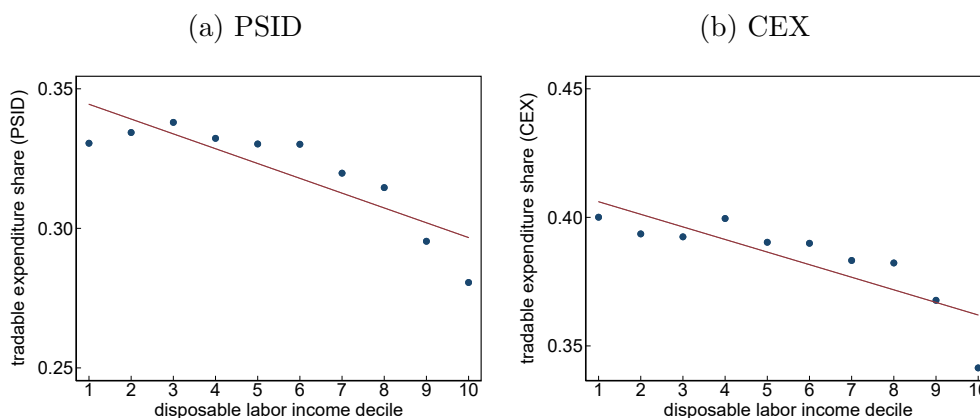 (a) PSID
tradable expenditure share (PSID)
0.35
0.30
0.25
1 2 3 4 5 6 7 8 9 10
disposable labor income decile
(b) CEX
tradable expenditure share (CEX)
0.45
0.40
0.35
1 2 3 4 5 6 7 8 9 10
disposable labor income decile